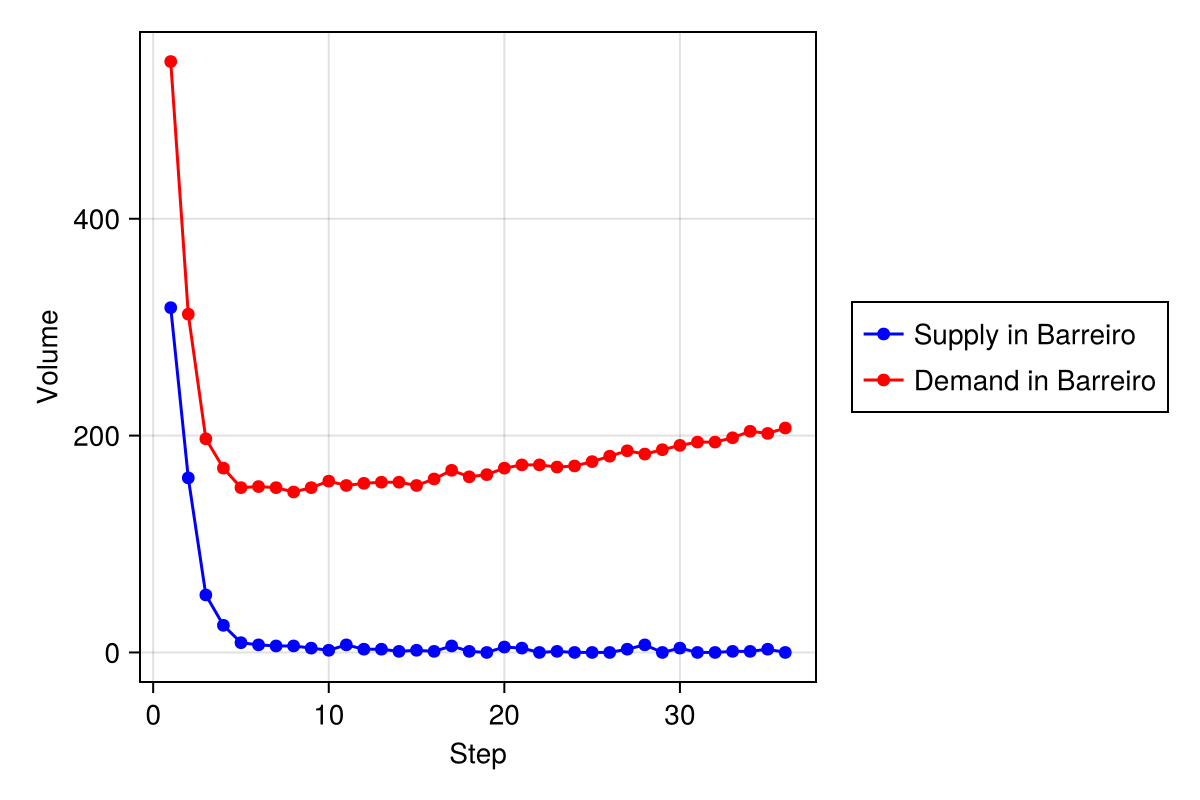 400
200
0
Volume
0 10 20 30
Step
Supply in Barreiro
Demand in Barreiro